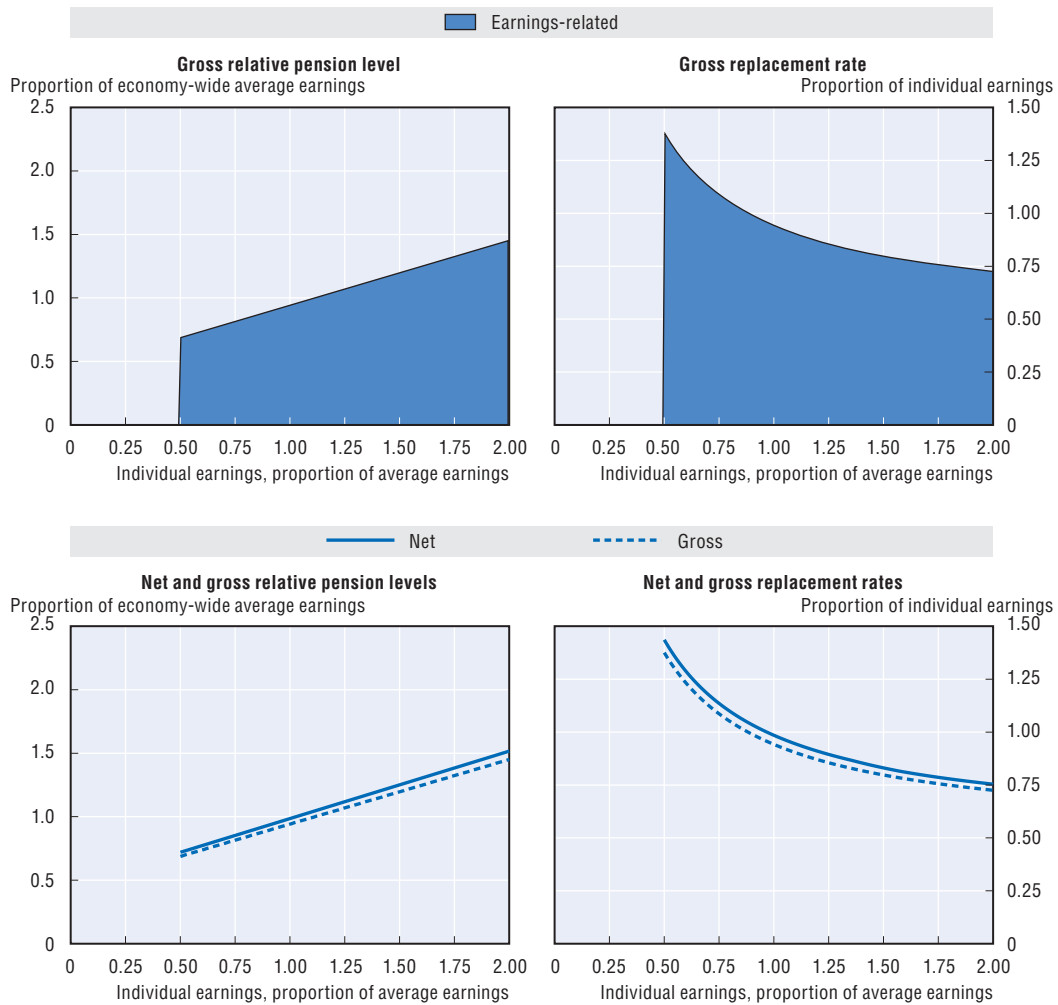 Earnings-related
Gross relative pension level
Proportion of economy-wide average earnings
2.5
2.0
1.5
1.0
0.5
0
0 0.25 0.50 0.75 1.00 1.25 1.50 1.75 2.00
Individual earnings, proportion of average earnings
Gross replacement rate
Proportion of individual earnings
1.50
1.25
1.00
0.75
0.50
0.25
0
0 0.25 0.50 0.75 1.00 1.25 1.50 1.75 2.00
Individual earnings, proportion of average earnings
Net Gross
Net and gross relative pension levels
Proportion of economy-wide average earnings
2.5
2.0
1.5
1.0
0.5
0
0 0.25 0.50 0.75 1.00 1.25 1.50 1.75 2.00
Individual earnings, proportion of average earnings
Net and gross replacement rates
Proportion of individual earnings
1.50
1.25
1.00
0.75
0.50
0.25
0
0 0.25 0.50 0.75 1.00 1.25 1.50 1.75 2.00
Individual earnings, proportion of average earnings